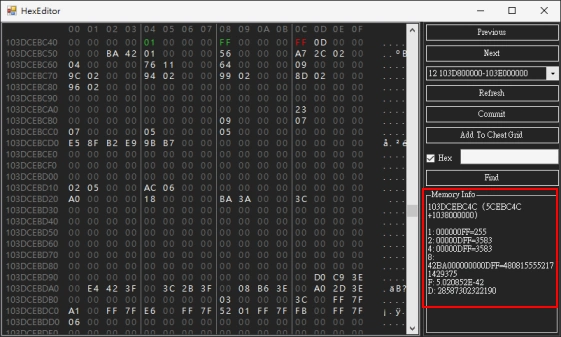 HexEditor
00 01 02 03 04 05 06 07 08 09 0A 0B 0C 0D 0E 0F
103DCEBC40 00 00 00 00 01 00 00 00 FF 00 00 00 FF 0D 00 00 ....
103DCEBC50 00 00 BA 42 01 00 00 00 56 00 00 00 A7 2C 02 00 ..ºB
103DCEBC60 04 00 00 00 76 11 00 00 64 00 00 00 09 00 00 00 ....
103DCEBC70 9C 02 00 00 94 02 00 00 99 02 00 00 8D 02 00 00 ....
103DCEBC80 96 02 00 00 00 00 00 00 00 00 00 00 00 00 00 00 ....
103DCEBC90 00 00 00 00 00 00 00 00 00 00 00 00 00 00 00 00 ....
103DCEBCA0 00 00 00 00 00 00 00 00 00 00 00 00 23 00 00 00 ....
103DCEBCB0 00 00 00 00 00 00 00 00 09 00 00 00 07 00 00 00 ....
103DCEBCC0 07 00 00 00 05 00 00 00 05 00 00 00 00 00 00 00 ....
103DCEBCD0 E5 8F B2 E9 9B B7 00 00 00 00 00 00 00 00 00 00 å.²é
103DCEBCE0 00 00 00 00 00 00 00 00 00 00 00 00 00 00 00 00 ....
103DCEBCF0 00 00 00 00 00 00 00 00 00 00 00 00 00 00 00 00 ....
103DCEBD00 00 00 00 00 00 00 00 00 00 00 00 00 00 00 00 00 ....
103DCEBD10 02 05 00 00 AC 06 00 00 00 00 00 00 00 00 00 00 ....
103DCEBD20 A0 00 00 00 18 00 00 00 BA 3A 00 00 3C 00 00 00 ....
103DCEBD30 00 00 00 00 00 00 00 00 00 00 00 00 00 00 00 00 ....
103DCEBD40 00 00 00 00 00 00 00 00 00 00 00 00 00 00 00 00 ....
103DCEBD50 00 00 00 00 00 00 00 00 00 00 00 00 00 00 00 00 ....
103DCEBD60 00 00 00 00 00 00 00 00 00 00 00 00 00 00 00 00 ....
103DCEBD70 00 00 00 00 00 00 00 00 00 00 00 00 00 00 00 00 ....
103DCEBD80 00 00 00 00 00 00 00 00 00 00 00 00 00 00 00 00 ....
103DCEBD90 00 00 00 00 00 00 00 00 00 00 00 00 00 D0 C9 3E ....
103DCEBDA0 00 E4 42 3F 00 3C 2B 3F 00 08 B6 3E 00 A0 2D 3E .äB?
103DCEBDB0 00 00 00 00 00 00 00 00 03 00 00 00 3C 00 FF 7F ....
103DCEBDC0 A1 00 FF 7F E6 00 FF 7F 52 01 FF 7F FB 00 FF 7F ¡.ÿ.
103DCEBDD0 06 00 00 00 00 00 00 00 00 00 00 00 00 00 00 00 ....
Previous
Next
12 103D800000-103E000000
Refresh
Commit
Add To Cheat Grid
Hex
Find
Memory Info
103DCEBC4C (5CEBC4C
+1038000000)
1: 000000FF=255
2: 00000DFF=3583
4: 00000DFF=3583
8:
42BA000000000DFF=480815555217
1429375
F: 5.020852E-42
D: 28587302322190